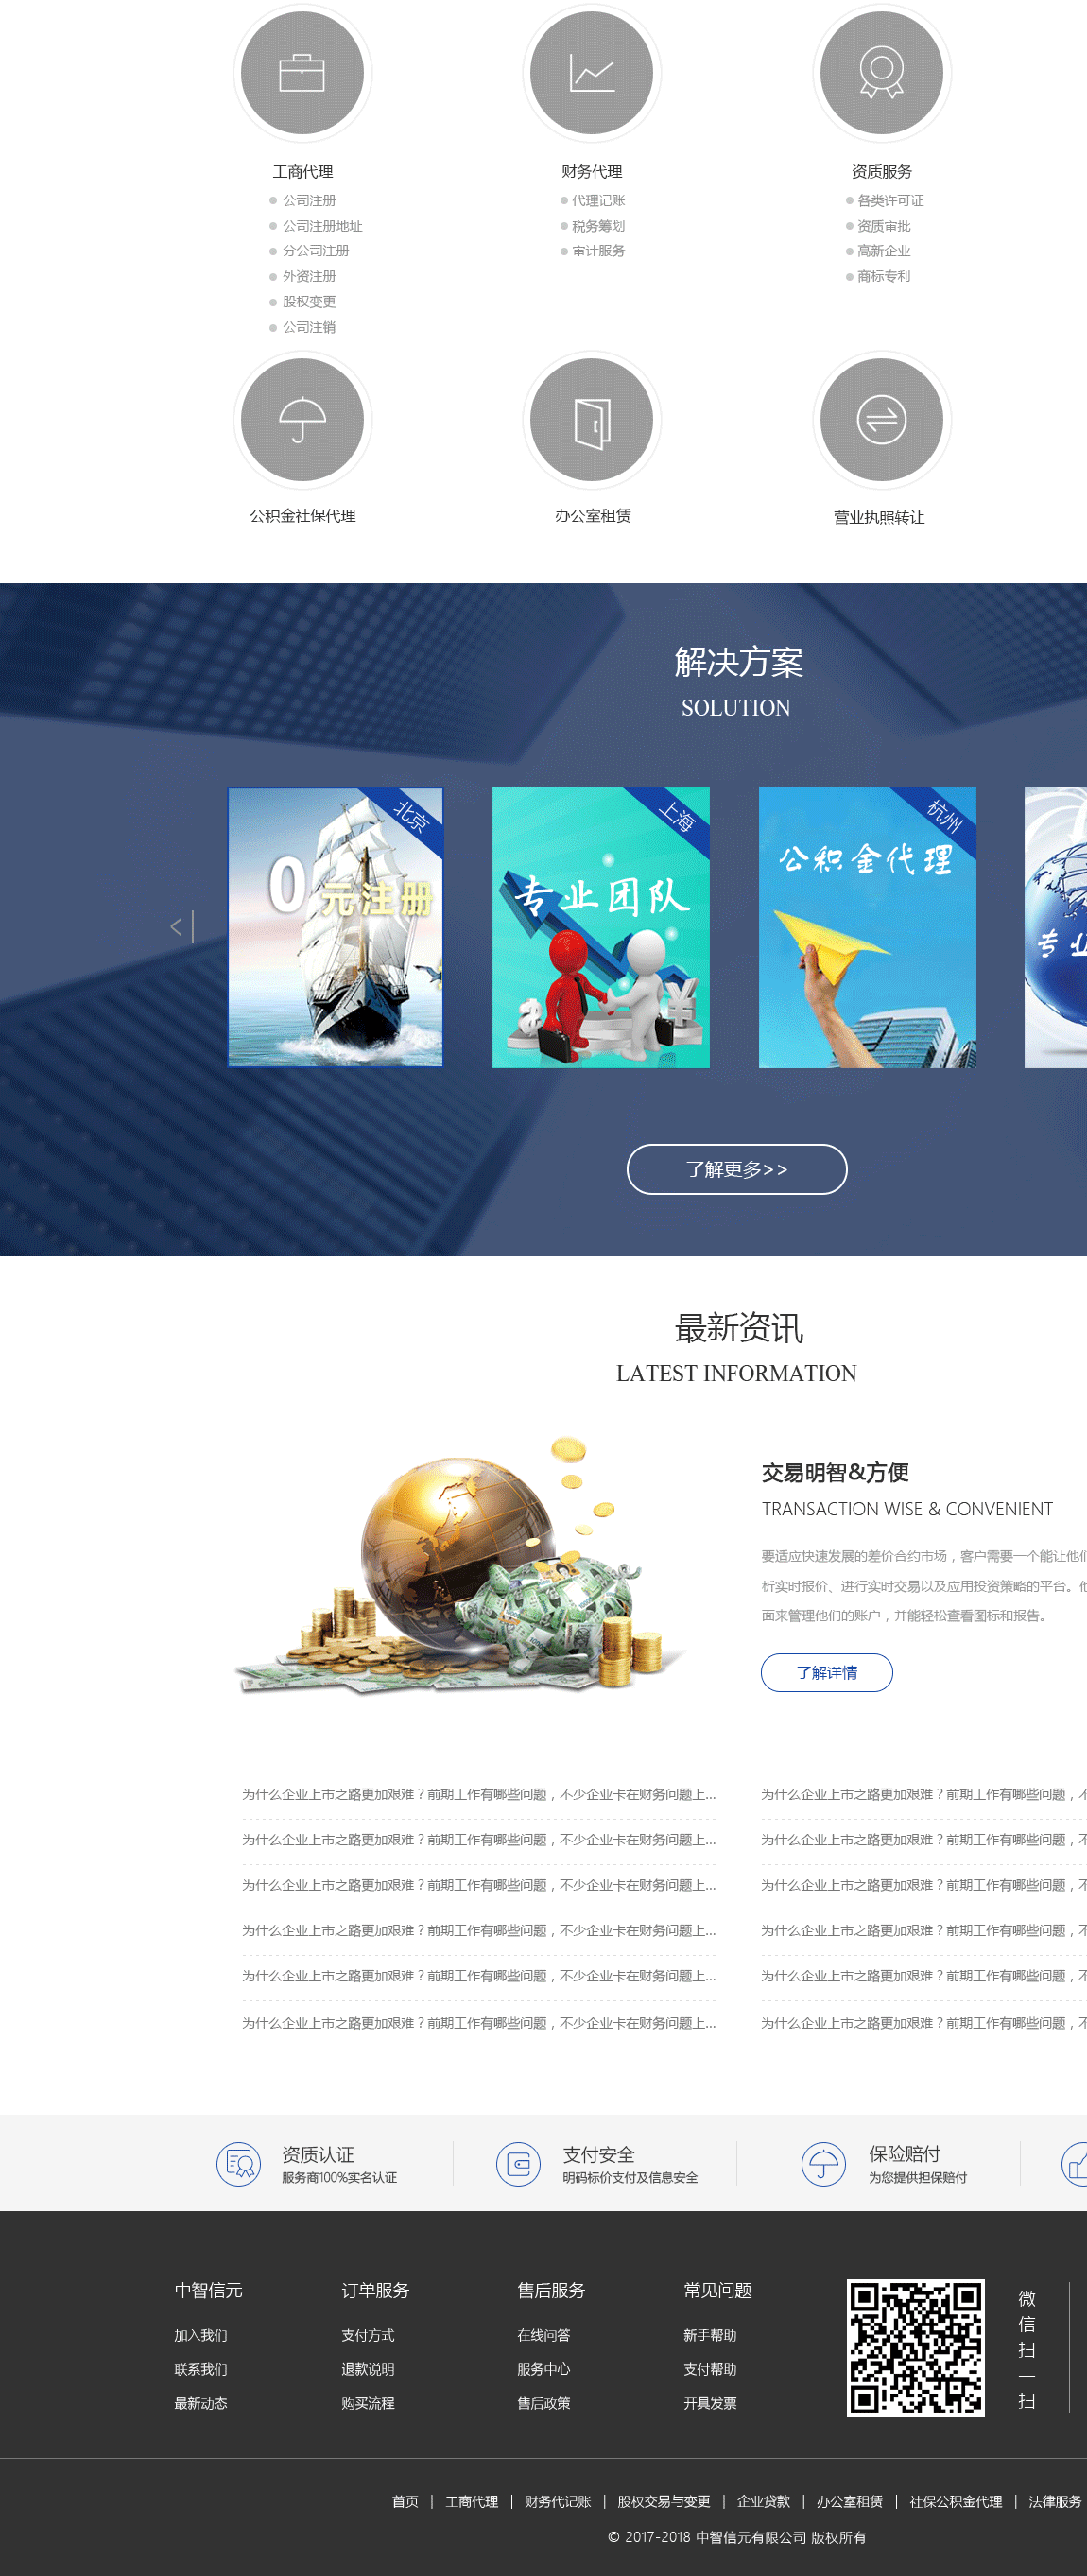 工商代理
公司注册
公司注册地址
分公司注册
外资注册
股权变更
公司注销
财务代理
代理记账
税务筹划
审计服务
资质服务
各类许可证
资质审批
高新企业
商标专利
公积金社保代理
办公室租赁
营业执照转让
解决方案
SOLUTION
北京
0元注册
上海
专业团队
杭州
公积金代理
专业
了解更多>>
最新资讯
LATEST INFORMATION
交易明智&方便
TRANSACTION WISE & CONVENIENT
要适应快速发展的差价合约市场，客户需要一个能让他们
析实时报价、进行实时交易以及应用投资策略的平台。他
面来管理他们的账户，并能轻松查看图标和报告。
了解详情
为什么企业上市之路更加艰难？前期工作有哪些问题，不少企业卡在财务问题上...
为什么企业上市之路更加艰难？前期工作有哪些问题，不
为什么企业上市之路更加艰难？前期工作有哪些问题，不少企业卡在财务问题上...
为什么企业上市之路更加艰难？前期工作有哪些问题，不
为什么企业上市之路更加艰难？前期工作有哪些问题，不少企业卡在财务问题上...
为什么企业上市之路更加艰难？前期工作有哪些问题，不
为什么企业上市之路更加艰难？前期工作有哪些问题，不少企业卡在财务问题上...
为什么企业上市之路更加艰难？前期工作有哪些问题，不
为什么企业上市之路更加艰难？前期工作有哪些问题，不少企业卡在财务问题上...
为什么企业上市之路更加艰难？前期工作有哪些问题，不
为什么企业上市之路更加艰难？前期工作有哪些问题，不少企业卡在财务问题上...
为什么企业上市之路更加艰难？前期工作有哪些问题，不
资质认证
服务商100%实名认证
支付安全
明码标价支付及信息安全
保险赔付
为您提供担保赔付
中智信元
加入我们
联系我们
最新动态
订单服务
支付方式
退款说明
购买流程
售后服务
在线问答
服务中心
售后政策
常见问题
新手帮助
支付帮助
开具发票
微信扫一扫
首页 | 工商代理 | 财务代记账 | 股权交易与变更 | 企业贷款 | 办公室租赁 | 社保公积金代理 | 法律服务
© 2017-2018 中智信元有限公司 版权所有